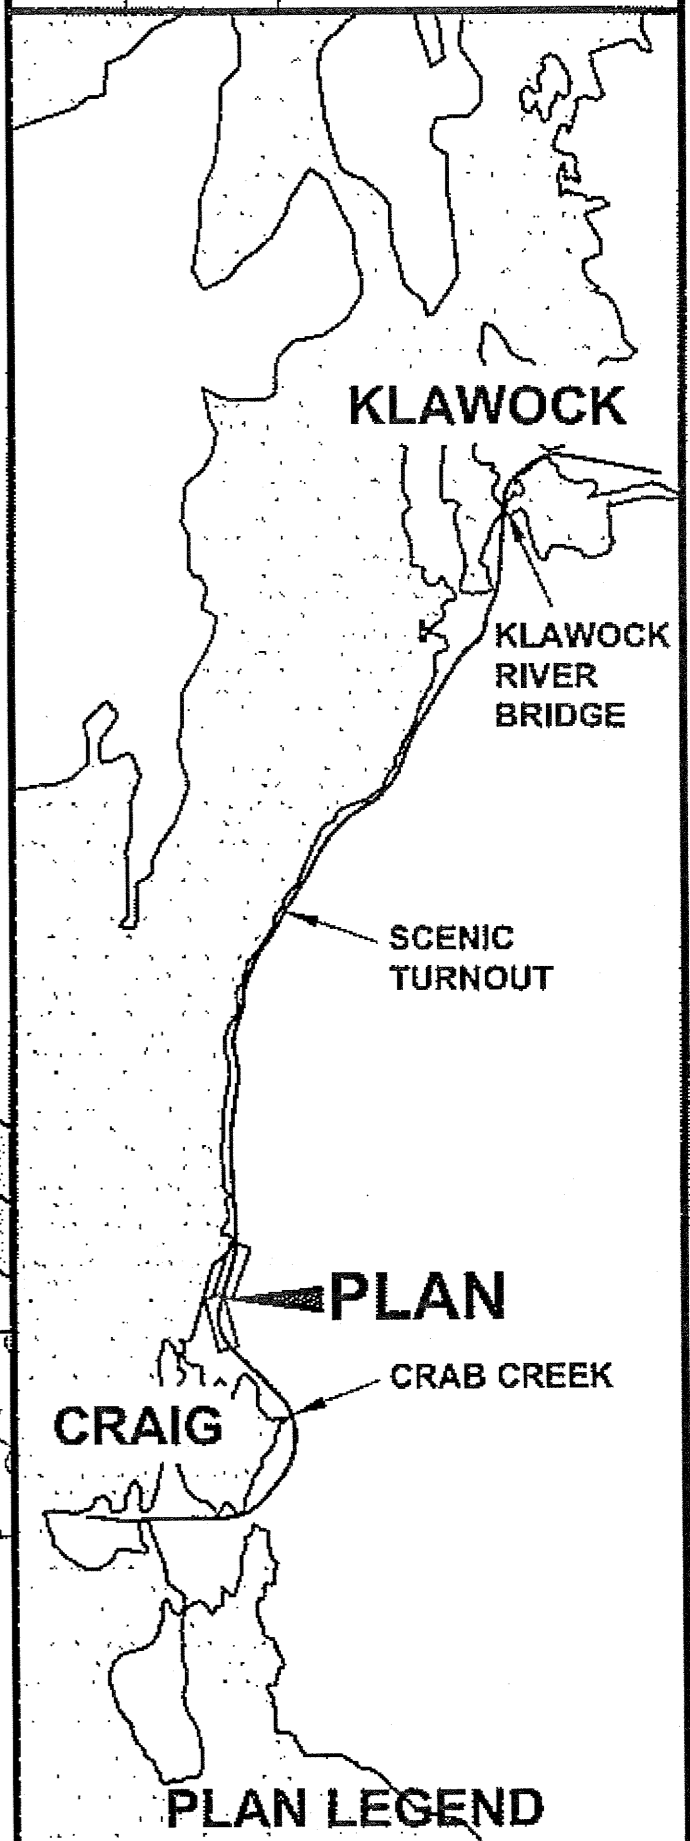 KLAWOCK
KLAWOCK
RIVER
BRIDGE
SCENIC
TURNOUT
PLAN
CRAB CREEK
CRAIG
PLAN LEGEND